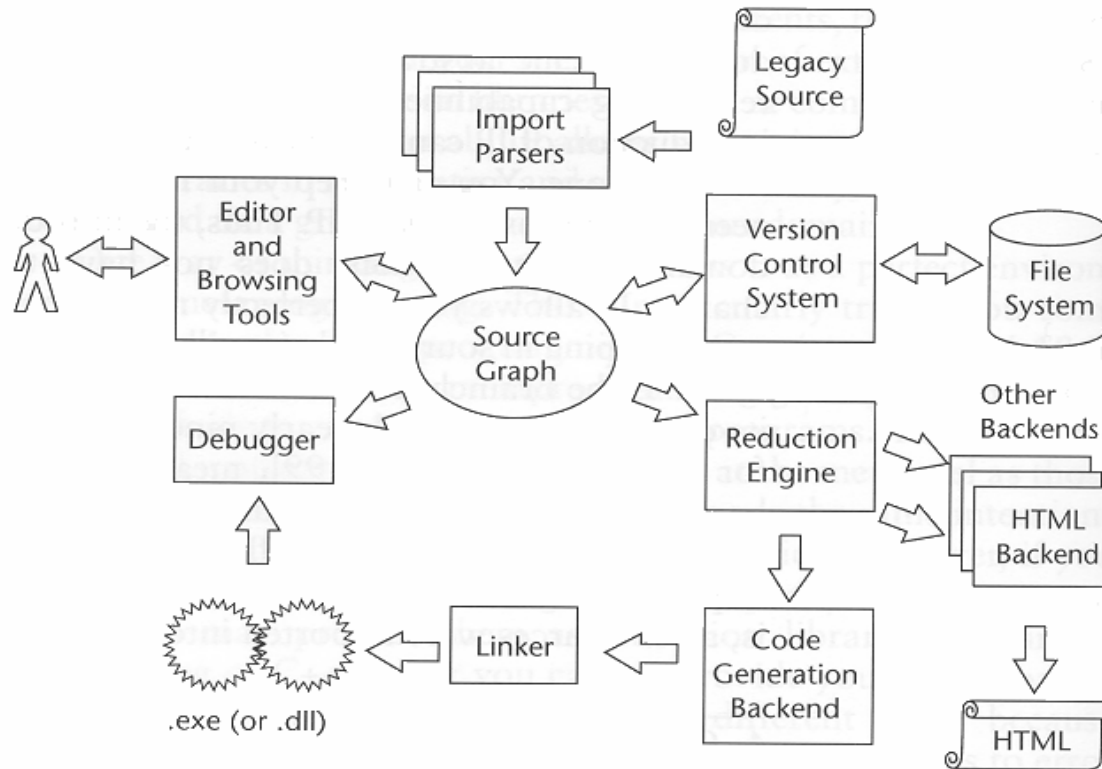 Legacy
Source
Import
Parsers
Editor
and
Browsing
Tools
Version
Control
System
File
System
Source
Graph
Debugger
Reduction
Engine
Other
Backends
HTML
Backend
.exe (or .dll)
Linker
Code
Generation
Backend
HTML